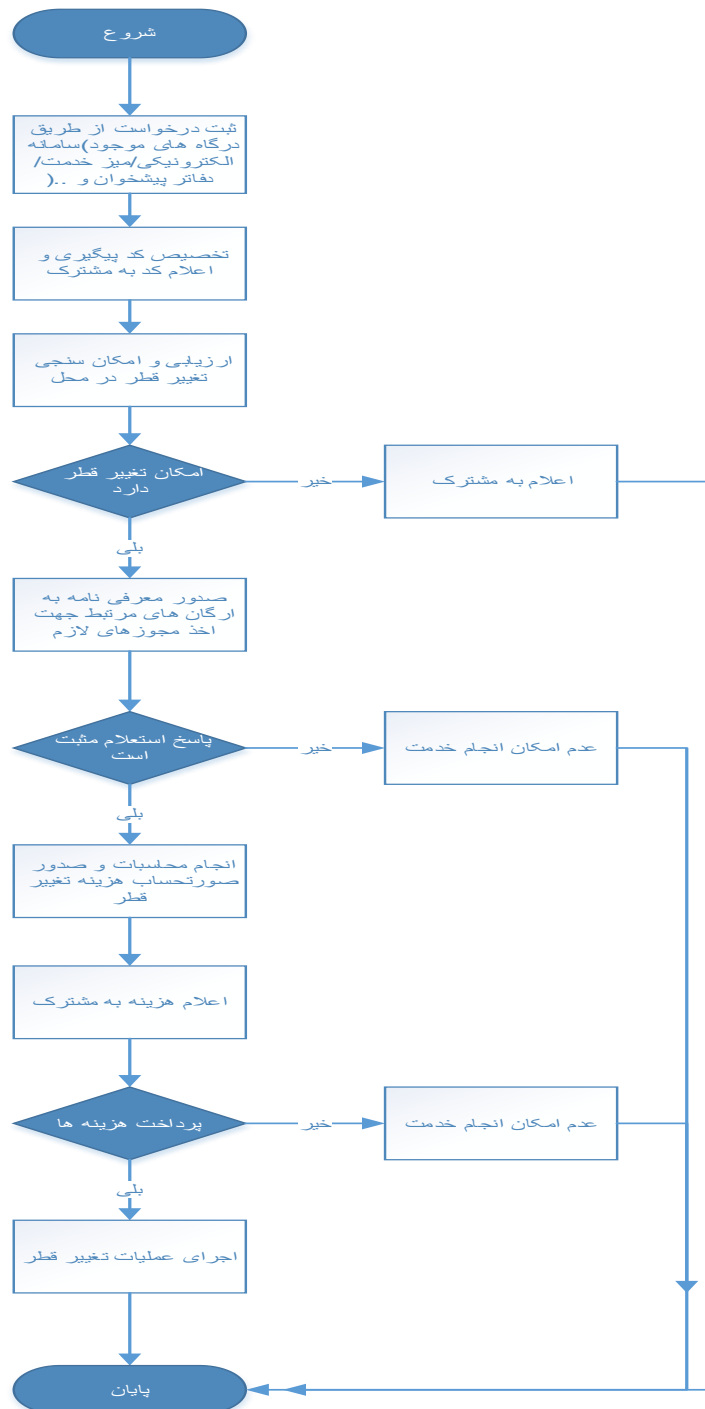 شروع
ثبت درخواست از طریق
درگاه های موجود)سامانه
الکترونیکی/میز خدمت/
دفاتر پیشخوان و ..(
تخصیص کد پیگیری و
اعلام کد به مشترک
ارزیابی و امکان سنجی
تغییر قطر در محل
امکان تغییر قطر
دارد
خیر
اعلام به مشترک
بلی
صدور معرفی نامه به
ارگان های مرتبط جهت
اخذ مجوزهای لازم
پاسخ استعلام مثبت
است
خیر
عدم امکان انجام خدمت
بلی
انجام محاسبات و صدور
صورتحساب هزینه تغییر
قطر
اعلام هزینه به مشترک
پرداخت هزینه ها
خیر
عدم امکان انجام خدمت
بلی
اجرای عملیات تغییر قطر
پایان